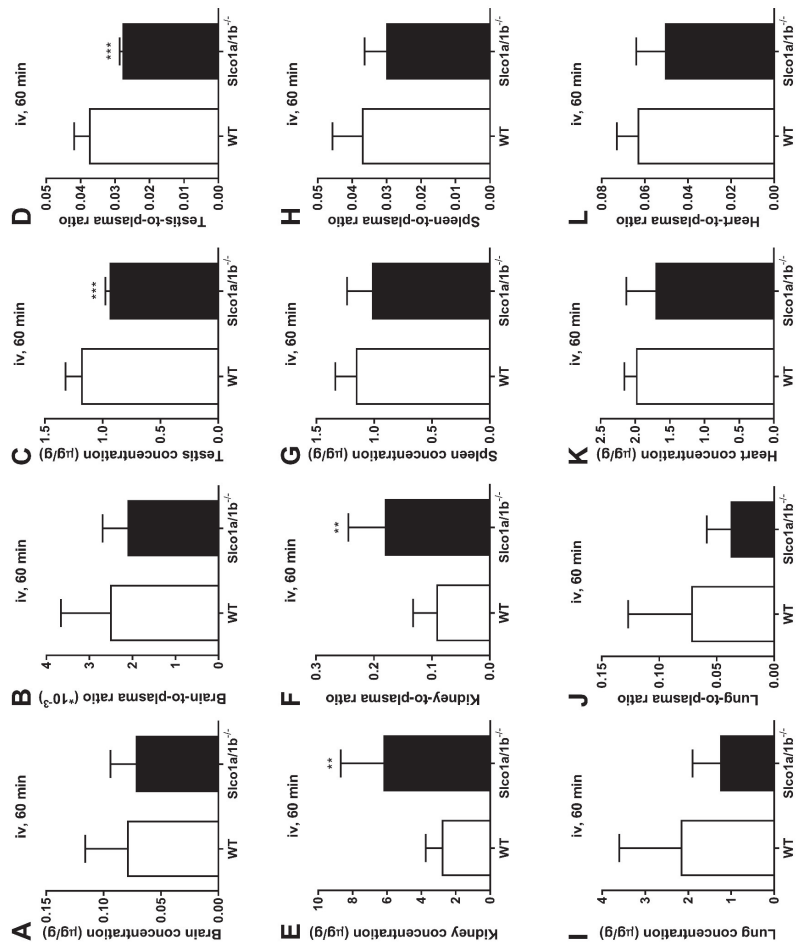 A
iv, 60 min
Brain concentration (µg/g)
0.15
0.10
0.05
0.00
WT
Slco1a/1b-/-
B
iv, 60 min
Brain-to-plasma ratio (*10-3)
4
3
2
1
0
WT
Slco1a/1b-/-
C
iv, 60 min
Testis concentration (µg/g)
1.5
1.0
0.5
0.0
***
WT
Slco1a/1b-/-
D
iv, 60 min
Testis-to-plasma ratio
0.05
0.04
0.03
0.02
0.01
0.00
***
WT
Slco1a/1b-/-
E
iv, 60 min
Kidney concentration (µg/g)
10
8
6
4
2
0
**
WT
Slco1a/1b-/-
F
iv, 60 min
Kidney-to-plasma ratio
0.3
0.2
0.1
0.0
**
WT
Slco1a/1b-/-
G
iv, 60 min
Spleen concentration (µg/g)
1.5
1.0
0.5
0.0
WT
Slco1a/1b-/-
H
iv, 60 min
Spleen-to-plasma ratio
0.05
0.04
0.03
0.02
0.01
0.00
WT
Slco1a/1b-/-
I
iv, 60 min
Lung concentration (µg/g)
4
3
2
1
0
WT
Slco1a/1b-/-
J
iv, 60 min
Lung-to-plasma ratio
0.15
0.10
0.05
0.00
WT
Slco1a/1b-/-
K
iv, 60 min
Heart concentration (µg/g)
2.5
2.0
1.5
1.0
0.5
0.0
WT
Slco1a/1b-/-
L
iv, 60 min
Heart-to-plasma ratio
0.08
0.06
0.04
0.02
0.00
WT
Slco1a/1b-/-